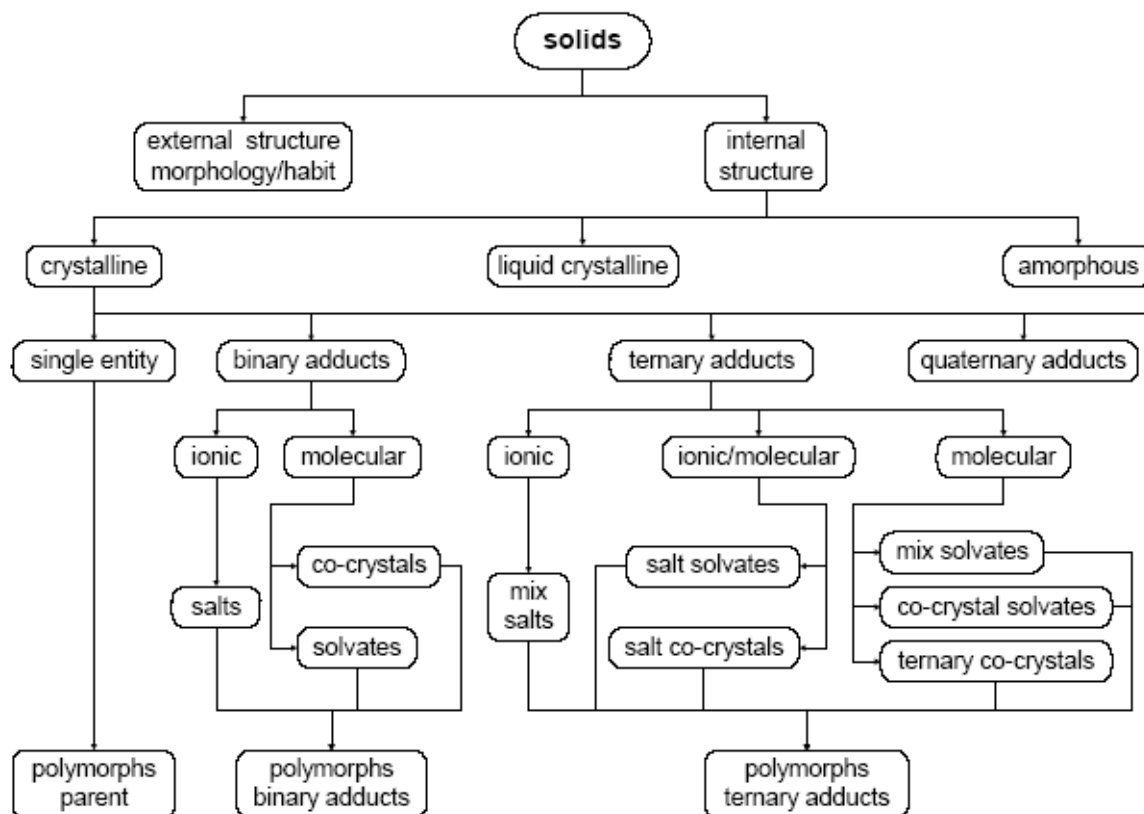 solids
external structure
morphology/habit
internal
structure
crystalline
liquid crystalline
amorphous
single entity
binary adducts
ternary adducts
quaternary adducts
ionic
molecular
ionic
ionic/molecular
molecular
co-crystals
salt solvates
mix solvates
salts
mix
salts
co-crystal solvates
solvates
salt co-crystals
ternary co-crystals
polymorphs
parent
polymorphs
binary adducts
polymorphs
ternary adducts